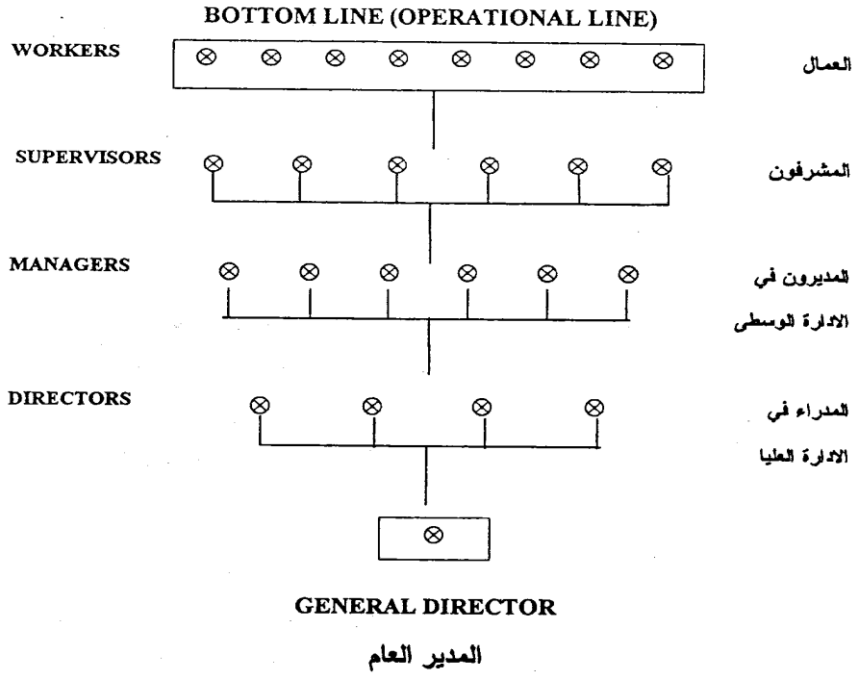 BOTTOM LINE (OPERATIONAL LINE)
WORKERS
العمال
SUPERVISORS
المشرفون
MANAGERS
المديرون في
الادارة الوسطى
DIRECTORS
المدراء في
الادارة العليا
GENERAL DIRECTOR
المدير العام